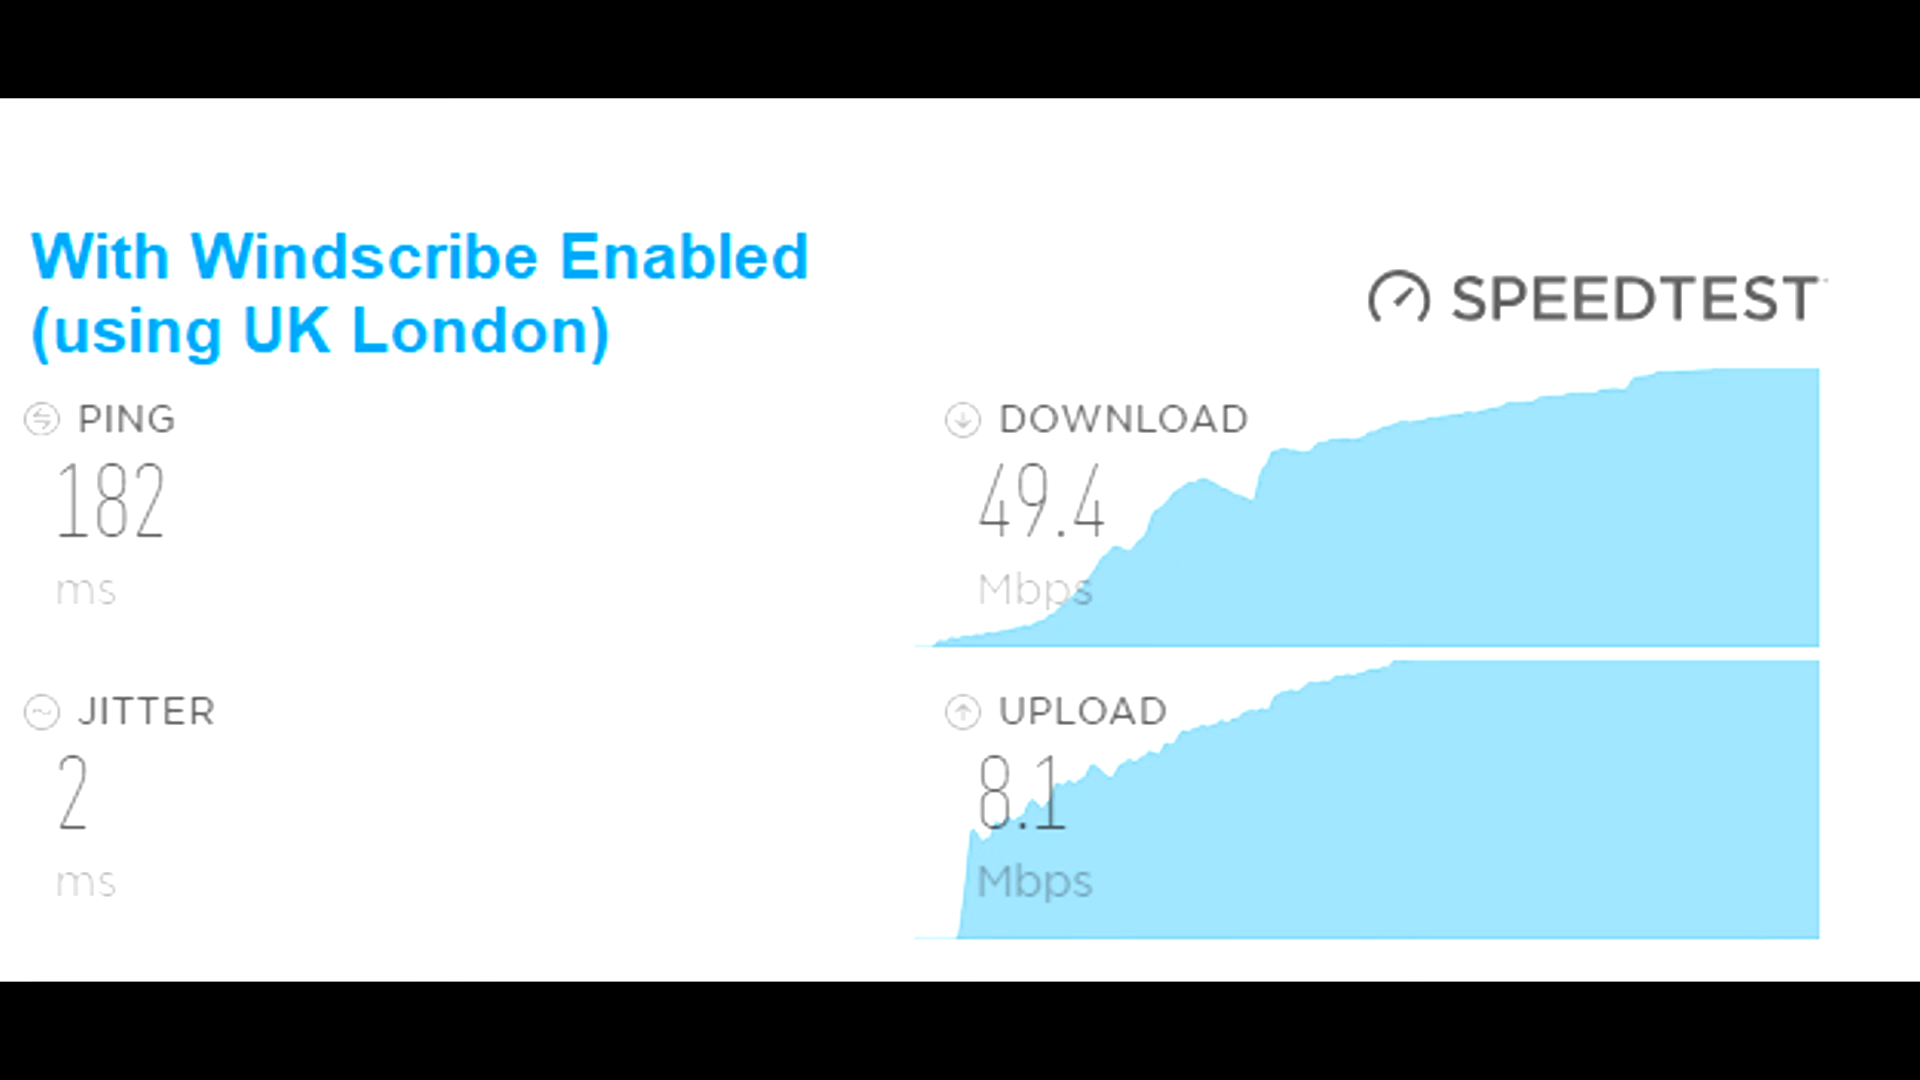 With Windscribe Enabled
(using UK London)
SPEEDTEST
PING
182
ms
DOWNLOAD
49.4
Mbps
JITTER
2
ms
UPLOAD
8.1
Mbps